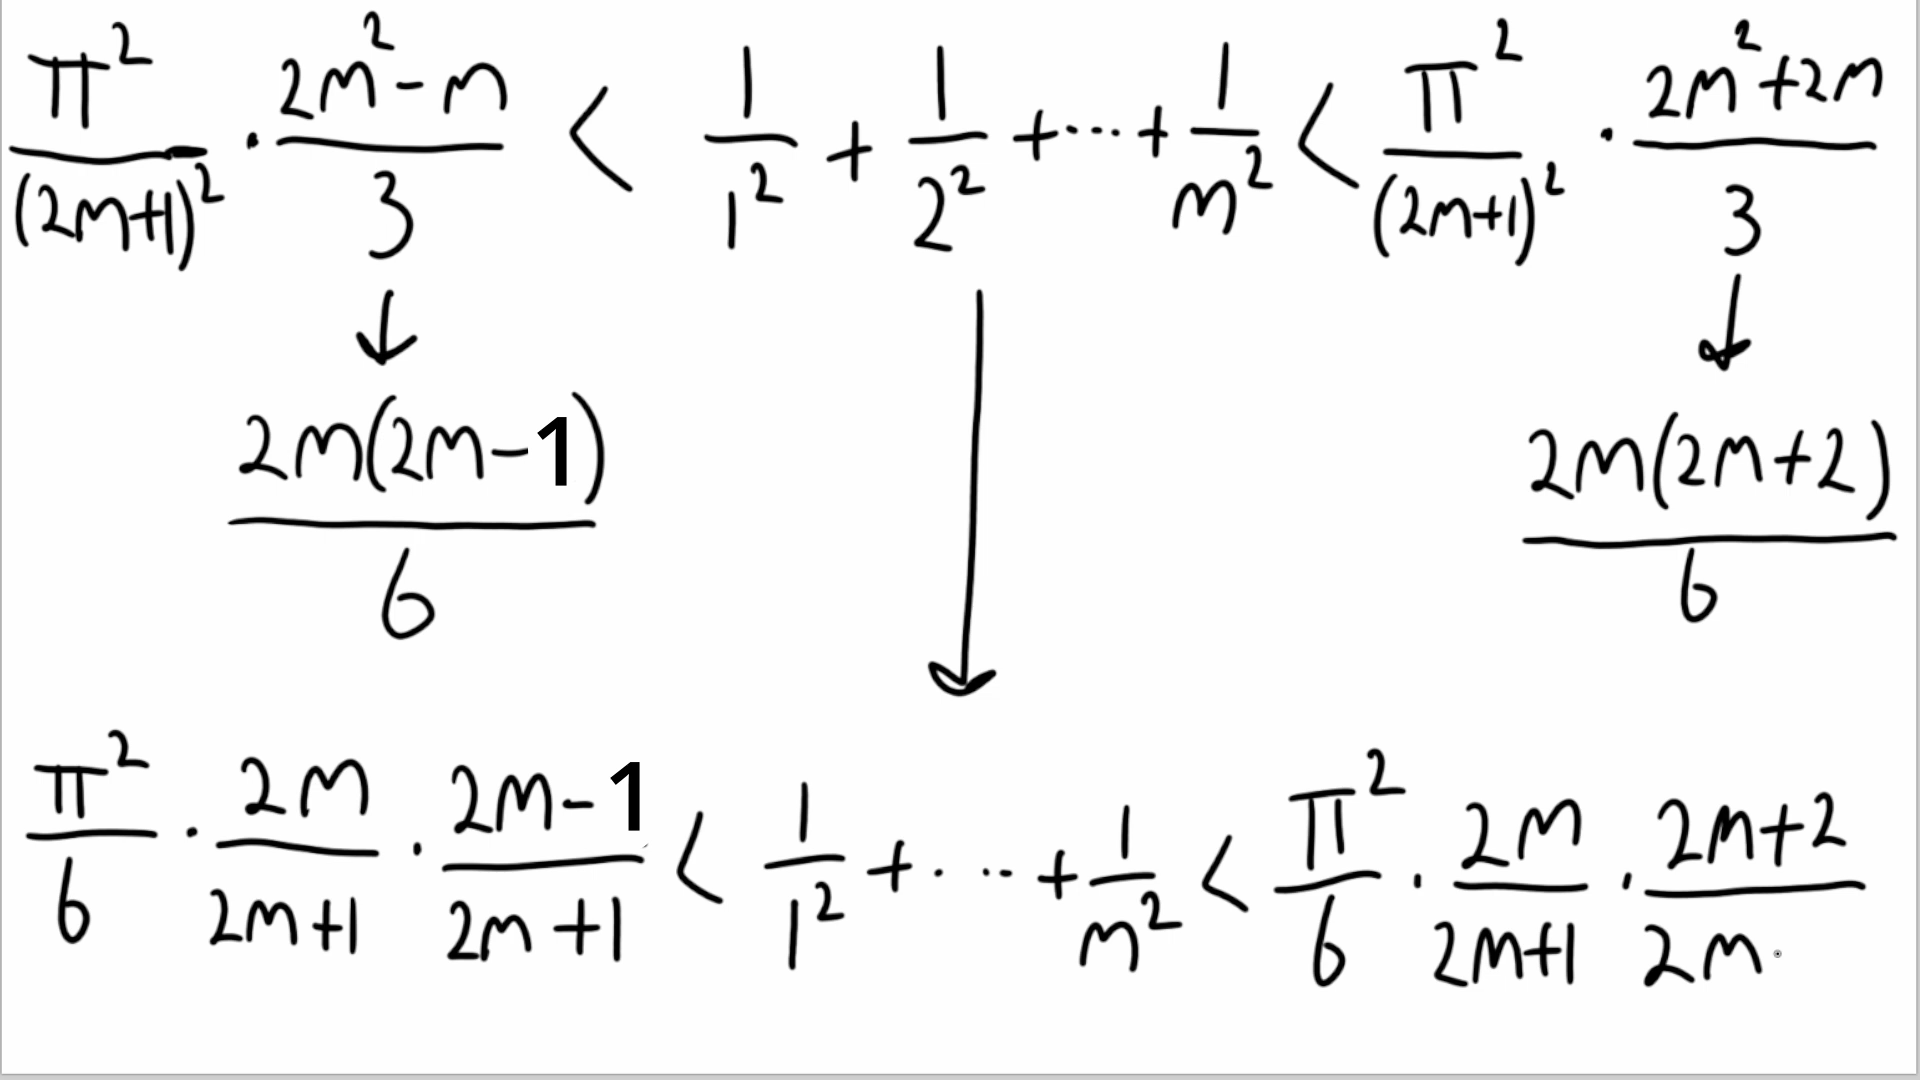 π²/(2m+1)² · (2m²-m)/3 < 1/1² + 1/2² + ··· + 1/m² < π²/(2m+1)² · (2m²+2m)/3
↓ ↓ ↓
2m(2m-1)/6 2m(2m+2)/6
π²/6 · 2m/(2m+1) · (2m-1)/(2m+1) < 1/1² + · ·· + 1/m² < π²/6 · 2m/(2m+1) · (2m+2)/2m